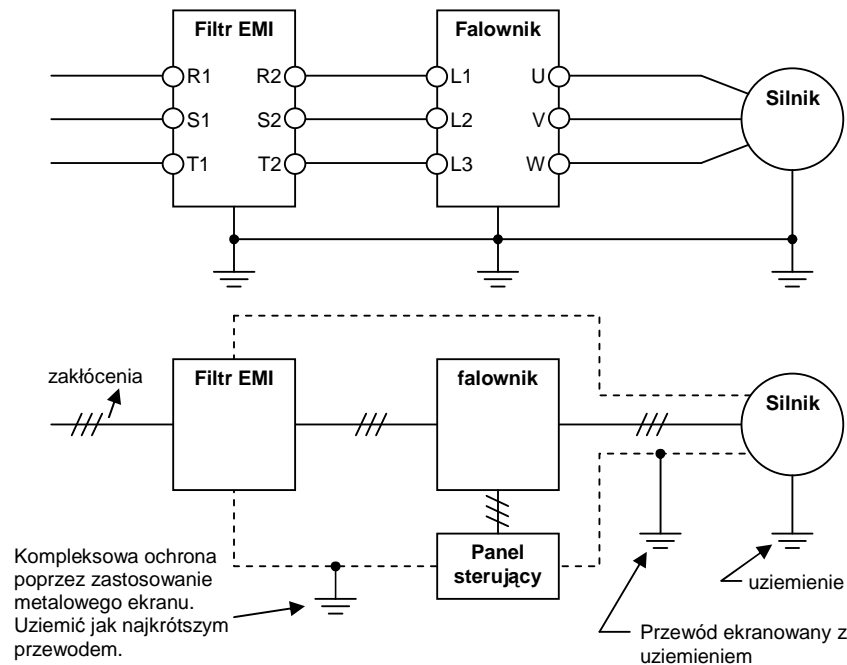 Filtr EMI
Falownik
R1
R2
L1
U
Silnik
S1
S2
L2
V
T1
T2
L3
W
zakłócenia
Filtr EMI
falownik
Silnik
Panel
sterujący
Kompleksowa ochrona
poprzez zastosowanie
metalowego ekranu.
Uziemić jak najkrótszym
przewodem.
uziemienie
Przewód ekranowany z
uziemieniem